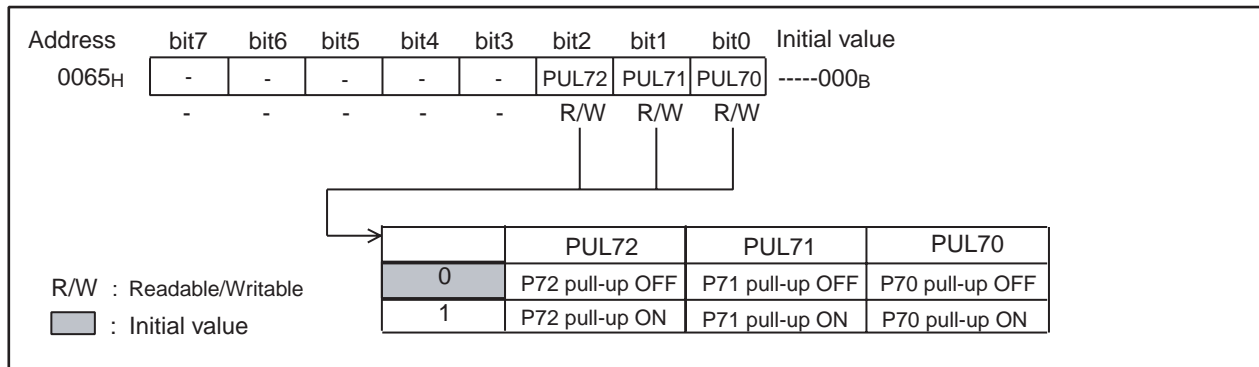 Address bit7 bit6 bit5 bit4 bit3 bit2 bit1 bit0 Initial value
0065H - - - - - PUL72 PUL71 PUL70 -----000B
- - - - - R/W R/W R/W
PUL72 PUL71 PUL70
0 P72 pull-up OFF P71 pull-up OFF P70 pull-up OFF
1 P72 pull-up ON P71 pull-up ON P70 pull-up ON
R/W : Readable/Writable
: Initial value